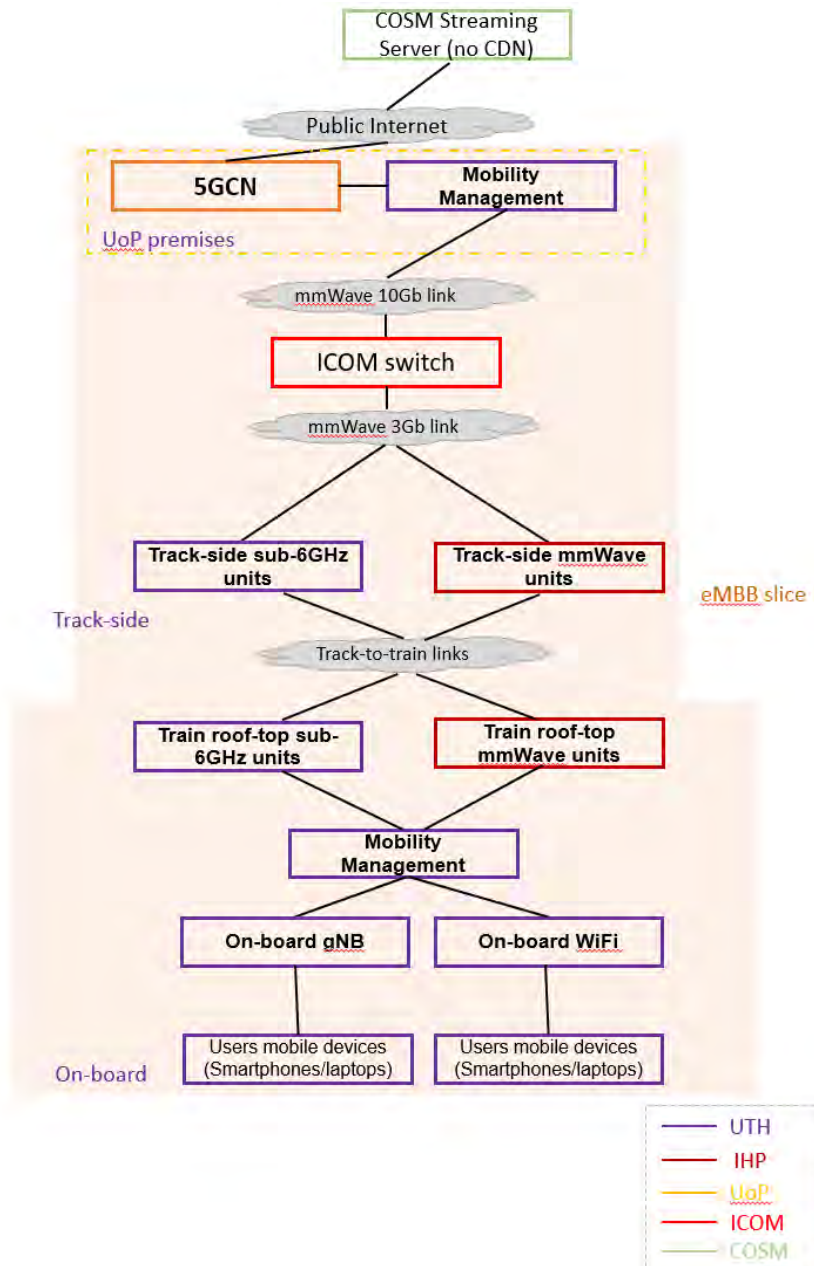 COSM Streaming
Server (no CDN)
Public Internet
5GCN
Mobility
Management
UoP premises
mmWave 10Gb link
ICOM switch
mmWave 3Gb link
Track-side sub-6GHz
units
Track-side mmWave
units
eMBB slice
Track-side
Track-to-train links
Train roof-top sub-
6GHz units
Train roof-top
mmWave units
Mobility
Management
On-board gNB
On-board WiFi
Users mobile devices
(Smartphones/laptops)
Users mobile devices
(Smartphones/laptops)
On-board
UTH
IHP
UoP
ICOM
COSM